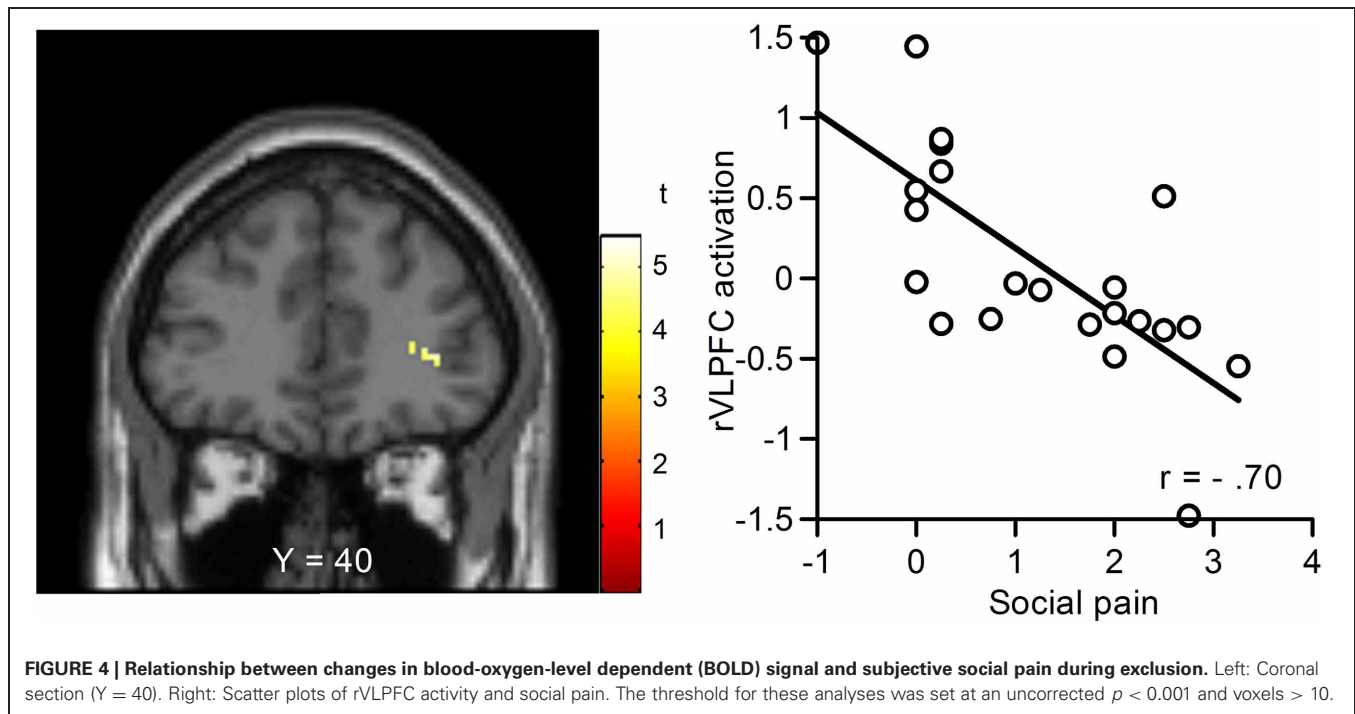 t
5
4
3
2
1
Y = 40
1.5
1
0.5
0
-0.5
-1
-1.5
rVLPFC activation
r = - .70
-1 0 1 2 3 4
Social pain
FIGURE 4 | Relationship between changes in blood-oxygen-level dependent (BOLD) signal and subjective social pain during exclusion. Left: Coronal
section (Y = 40). Right: Scatter plots of rVLPFC activity and social pain. The threshold for these analyses was set at an uncorrected p < 0.001 and voxels > 10.